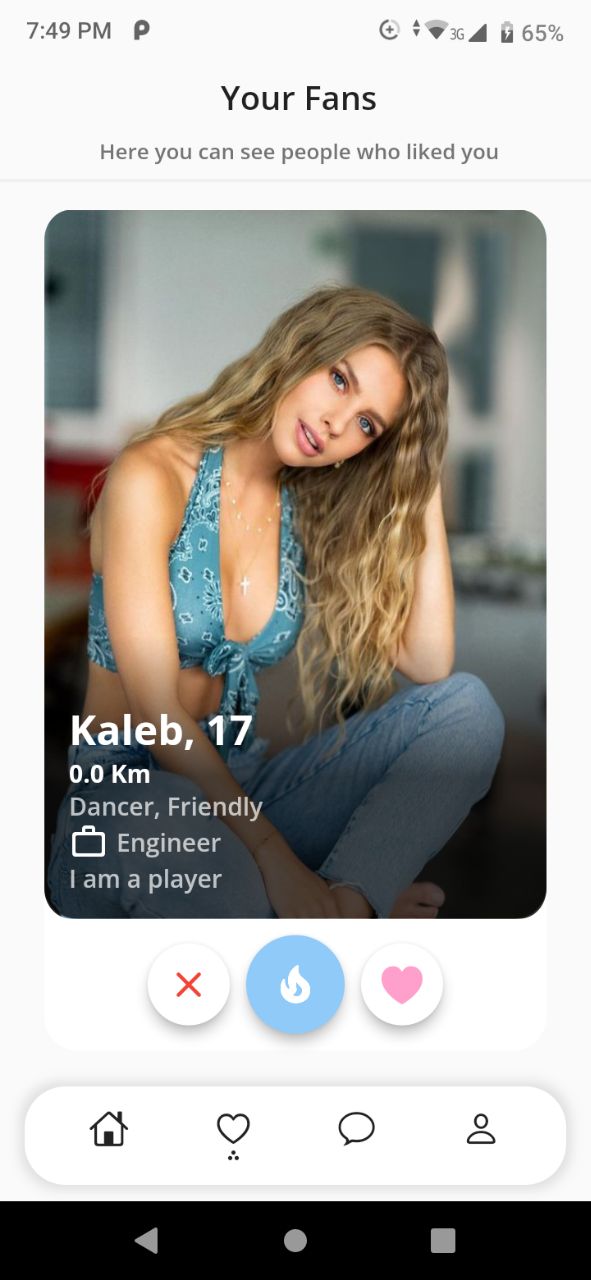 7:49 PM
3G
65%
Your Fans
Here you can see people who liked you
Kaleb, 17
0.0 Km
Dancer, Friendly
Engineer
I am a player